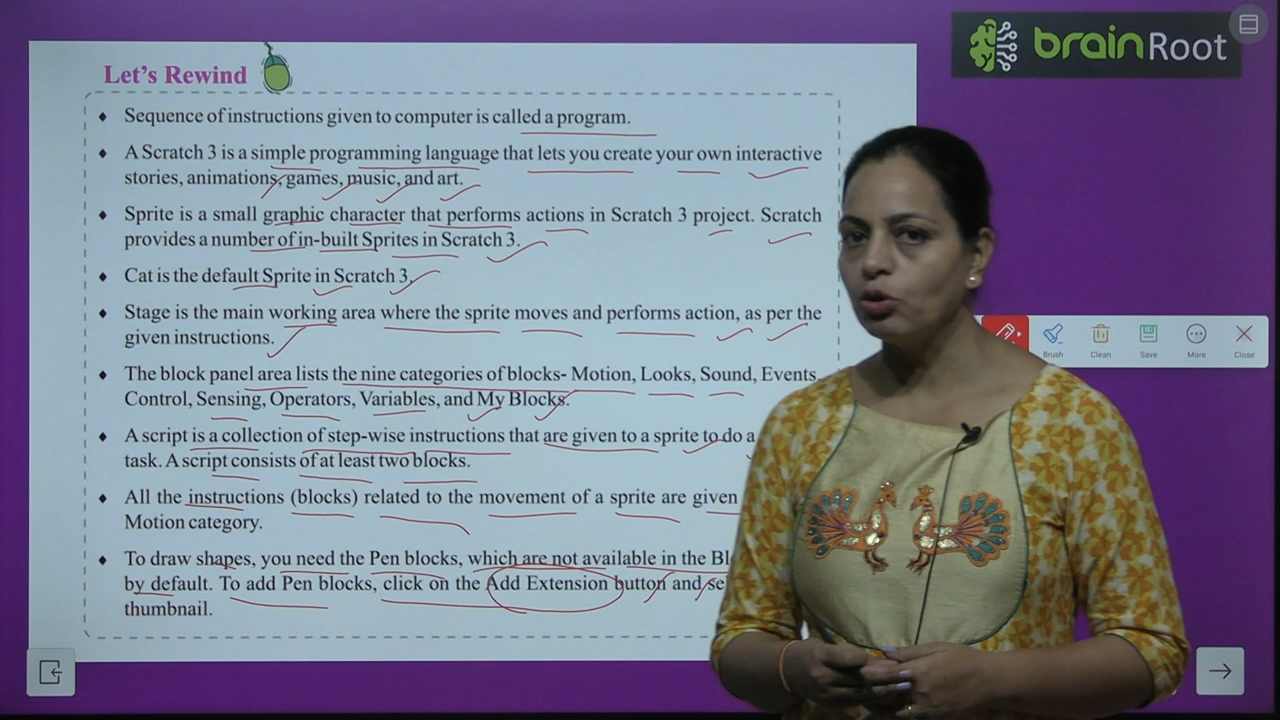 brainRoot
Let's Rewind
♦ Sequence of instructions given to computer is called a program.
♦ A Scratch 3 is a simple programming language that lets you create your own interactive
stories, animations, games, music, and art.
♦ Sprite is a small graphic character that performs actions in Scratch 3 project. Scratch
provides a number of in-built Sprites in Scratch 3.
♦ Cat is the default Sprite in Scratch 3.
♦ Stage is the main working area where the sprite moves and performs action, as per the
given instructions.
♦ The block panel area lists the nine categories of blocks- Motion, Looks, Sound, Events,
Control, Sensing, Operators, Variables, and My Blocks.
♦ A script is a collection of step-wise instructions that are given to a sprite to do a
task. A script consists of at least two blocks.
♦ All the instructions (blocks) related to the movement of a sprite are given
Motion category.
♦ To draw shapes, you need the Pen blocks, which are not available in the
by default. To add Pen blocks, click on the Add Extension button and
thumbnail.
Brush Clean Save More Close